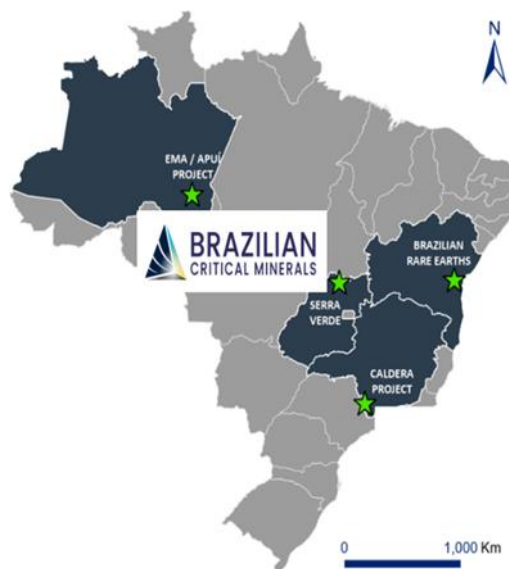 N
EMA / APUÍ
PROJECT
BRAZILIAN
CRITICAL MINERALS
BRAZILIAN
RARE EARTHS
SERRA
VERDE
CALDERA
PROJECT
0 1,000 Km